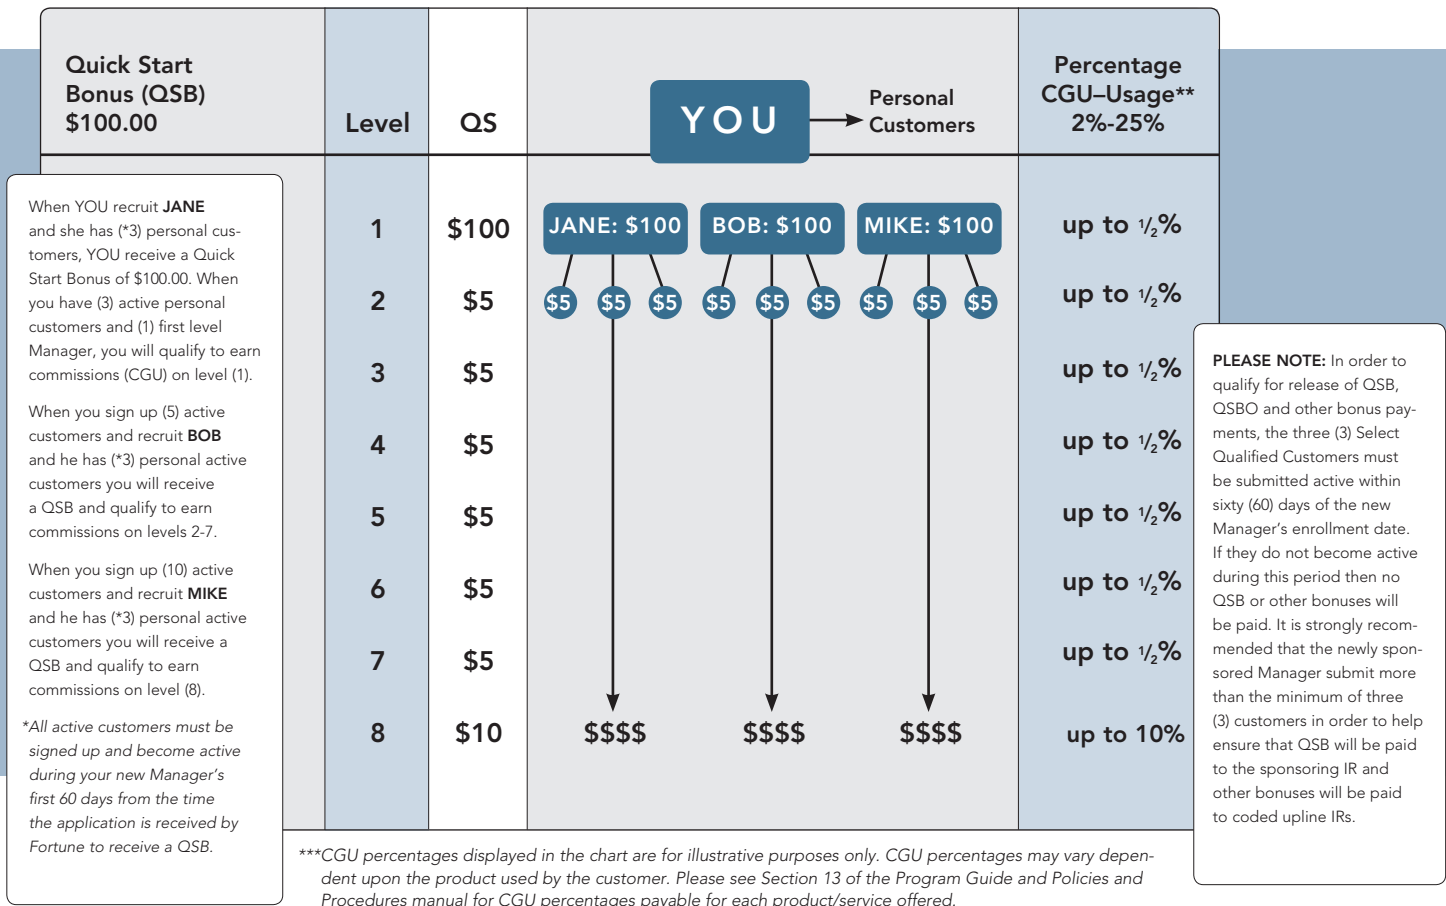 Quick Start
Bonus (QSB)
$100.00
Level
QS
YOU
Personal
Customers
Percentage
CGU–Usage**
2%-25%
When YOU recruit JANE
and she has (*3) personal cus-
tomers, YOU receive a Quick
Start Bonus of $100.00. When
you have (3) active personal
customers and (1) first level
Manager, you will qualify to earn
commissions (CGU) on level (1).
When you sign up (5) active
customers and recruit BOB
and he has (*3) personal active
customers you will receive
a QSB and qualify to earn
commissions on levels 2-7.
When you sign up (10) active
customers and recruit MIKE
and he has (*3) personal active
customers you will receive a
QSB and qualify to earn
commissions on level (8).
*All active customers must be
signed up and become active
during your new Manager's
first 60 days from the time
the application is received by
Fortune to receive a QSB.
1 $100 JANE: $100 BOB: $100 MIKE: $100 up to 1/2%
2 $5 $5 $5 $5 $5 $5 $5 $5 $5 $5 up to 1/2%
3 $5 up to 1/2%
4 $5 up to 1/2%
5 $5 up to 1/2%
6 $5 up to 1/2%
7 $5 up to 1/2%
8 $10 $$$$ $$$$ $$$$ up to 10%
PLEASE NOTE: In order to
qualify for release of QSB,
QSBO and other bonus pay-
ments, the three (3) Select
Qualified Customers must
be submitted active within
sixty (60) days of the new
Manager's enrollment date.
If they do not become active
during this period then no
QSB or other bonuses will
be paid. It is strongly recom-
mended that the newly spon-
sored Manager submit more
than the minimum of three
(3) customers in order to help
ensure that QSB will be paid
to the sponsoring IR and
other bonuses will be paid
to coded upline IRs.
***CGU percentages displayed in the chart are for illustrative purposes only. CGU percentages may vary depen-
dent upon the product used by the customer. Please see Section 13 of the Program Guide and Policies and
Procedures manual for CGU percentages payable for each product/service offered.